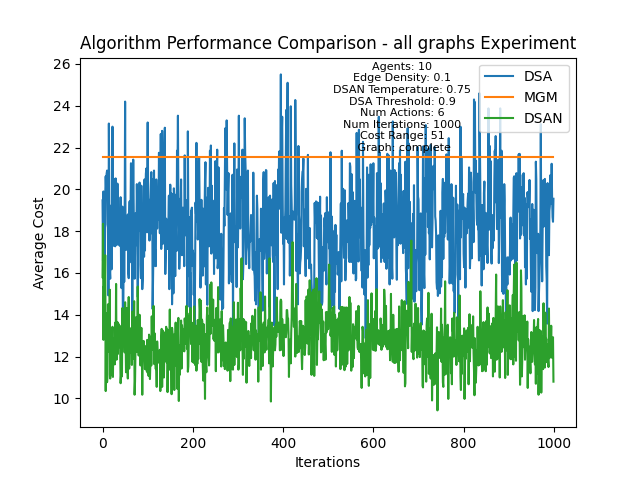 Algorithm Performance Comparison - all graphs Experiment
Agents: 10
Edge Density: 0.1
DSAN Temperature: 0.75
DSA Threshold: 0.9
Num Actions: 6
Num Iterations: 1000
Cost Range: 51
Graph: complete
DSA
MGM
DSAN
Average Cost
26
24
22
20
18
16
14
12
10
0
200
400
600
800
1000
Iterations